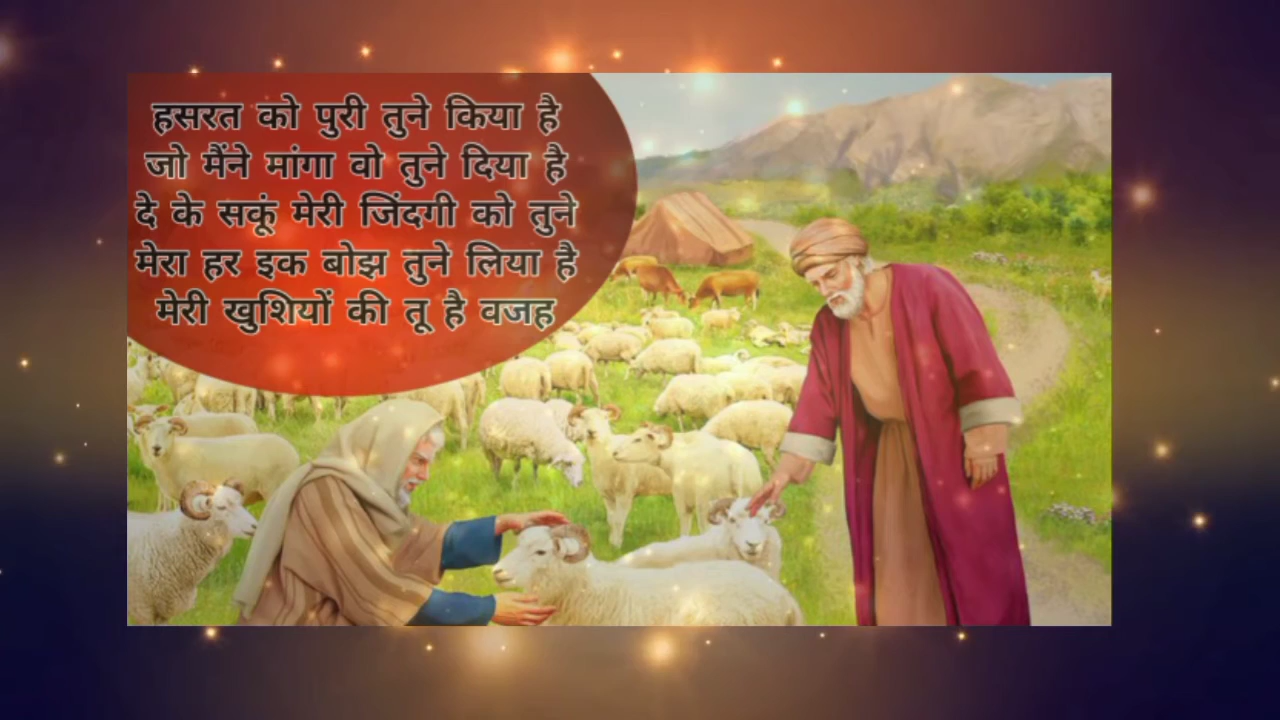 हसरत को पुरी तुने किया है
जो मैंने मांगा वो तुने दिया है
दे के सकूं मेरी जिंदगी को तुने
मेरा हर इक बोझ तुने लिया है
मेरी खुशियों की तू है वजह